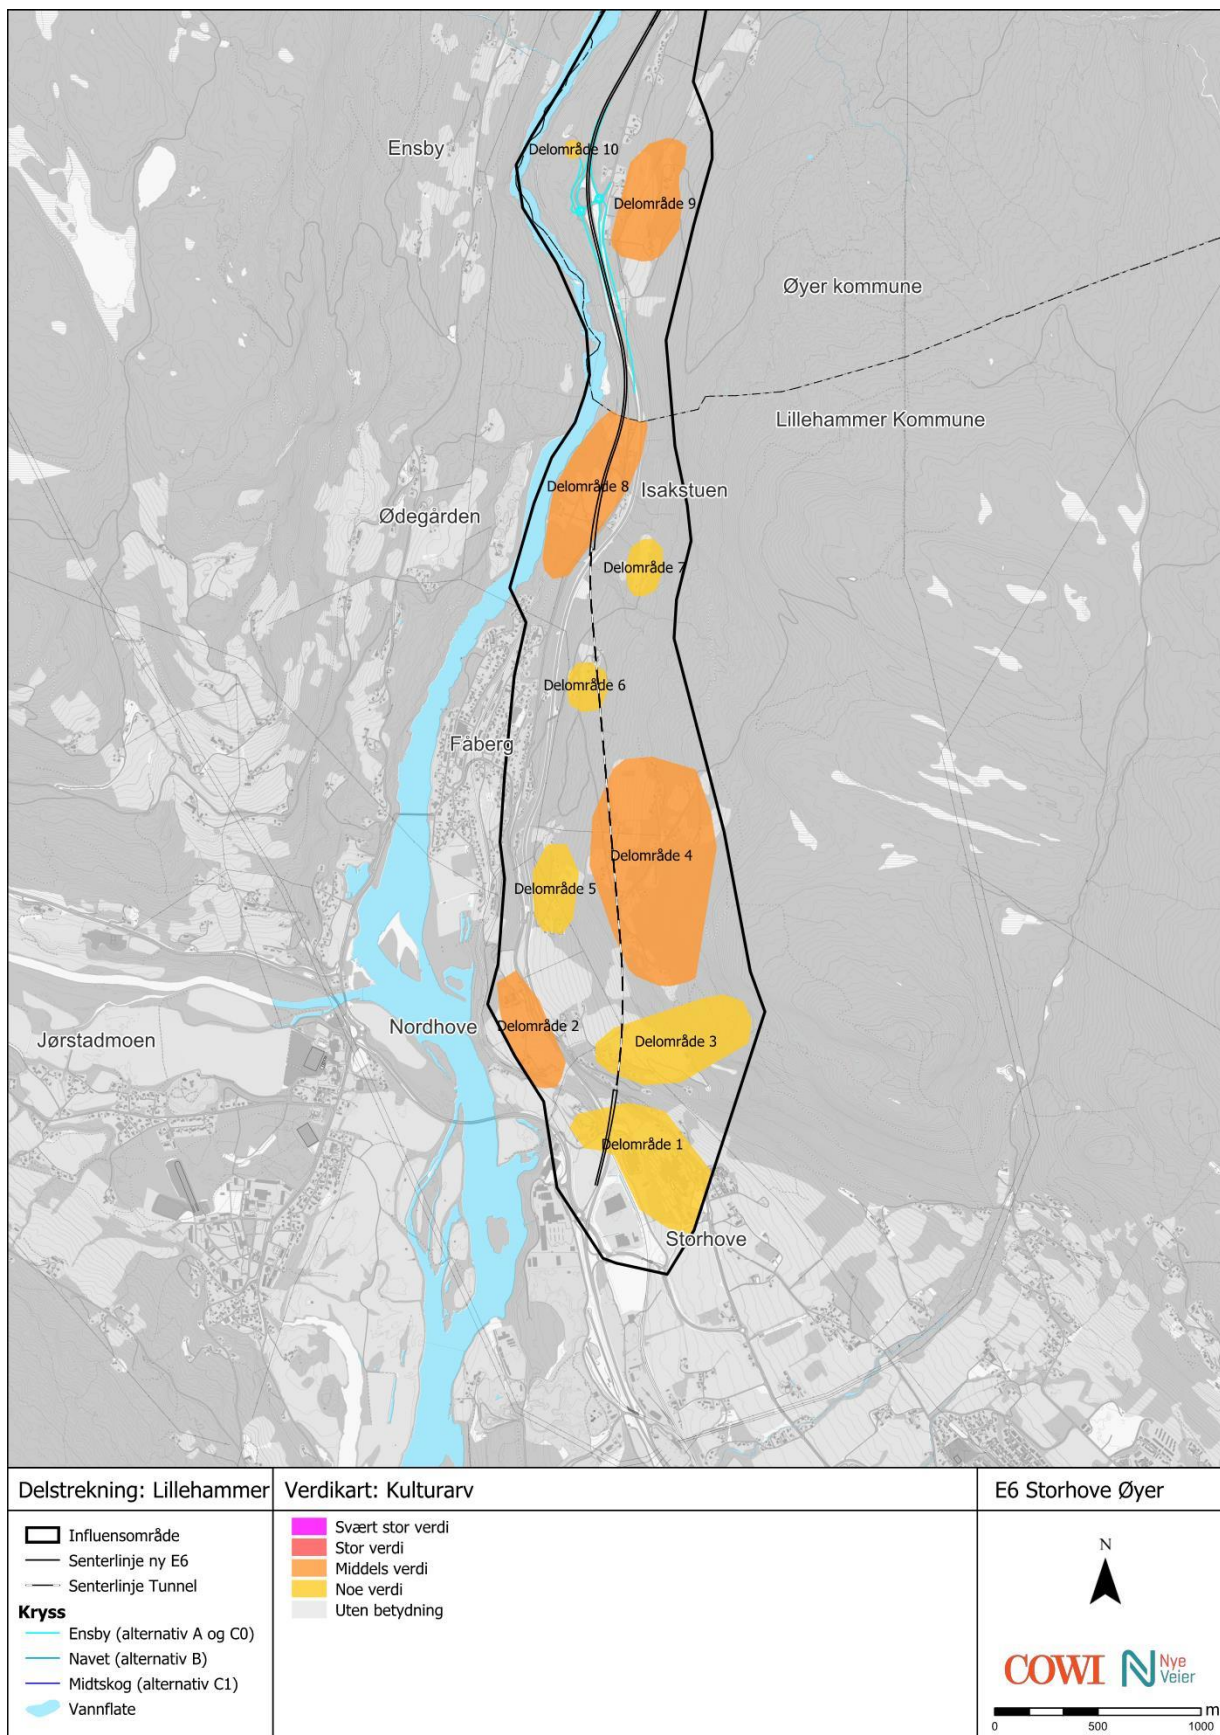 Ensby
Delområde 10
Delområde 9
Øyer kommune
Lillehammer Kommune
Delområde 8
Isakstuen
Ødegården
Delområde 7
Delområde 6
Fåberg
Delområde 4
Delområde 5
Nordhove
Delområde 2
Jørstadmoen
Delområde 3
Delområde 1
Storhove
Delstrekning: Lillehammer
Verdikart: Kulturarv
E6 Storhove Øyer
Influensområde
Senterlinje ny E6
Senterlinje Tunnel
Kryss
Ensby (alternativ A og C0)
Navet (alternativ B)
Midtskog (alternativ C1)
Vannflate
Svært stor verdi
Stor verdi
Middels verdi
Noe verdi
Uten betydning
N
COWI
N Nye
Veier
m
0 500 1000